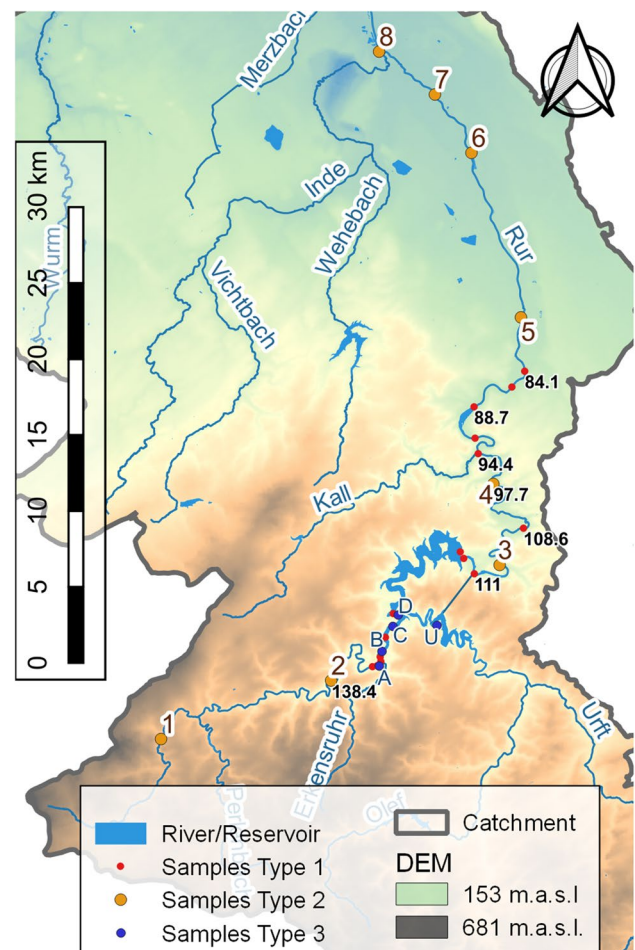 8
Merzbach
7
6
Inde
Wehebach
Rur
30 km
25
20
15
10
5
0
Wurm
Vichtbach
5
84.1
88.7
94.4
Kall
4
97.7
108.6
3
111
D
C
U
B
A
2
138.4
1
Erkensruhr
Urft
Perlenbach
Olef
River/Reservoir
Samples Type 1
Samples Type 2
Samples Type 3
Catchment
DEM
153 m.a.s.l
681 m.a.s.l.